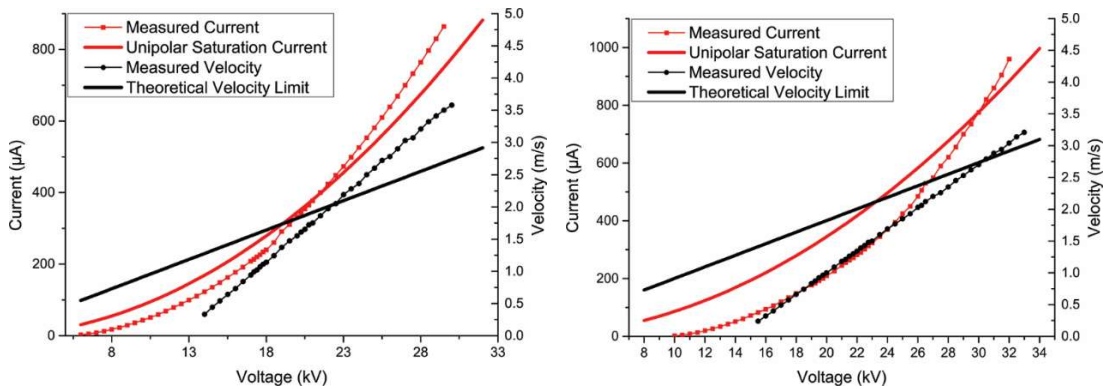 Measured Current
Unipolar Saturation Current
Measured Velocity
Theoretical Velocity Limit
800
600
400
200
0
Current (µA)
5.0
4.5
4.0
3.5
3.0
2.5
2.0
1.5
1.0
0.5
0.0
Velocity (m/s)
8 13 18 23 28
Voltage (kV)
Measured Current
Unipolar Saturation Current
Measured Velocity
Theoretical Velocity Limit
1000
800
600
400
200
0
Current (µA)
5.0
4.5
4.0
3.5
3.0
2.5
2.0
1.5
1.0
0.5
0.0
Velocity (m/s)
8 10 12 14 16 18 20 22 24 26 28 30 32 34
Voltage (kV)